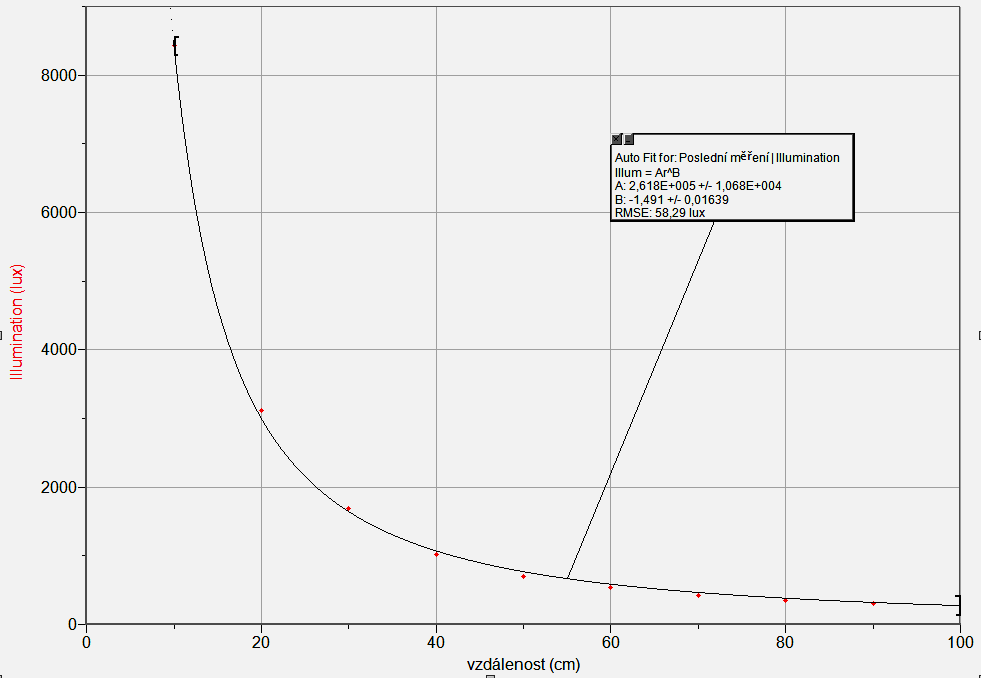 8000
6000
4000
2000
0
Illumination (lux)
Auto Fit for: Poslední měření | Illumination
Illum = Ar^B
A: 2,618E+005 +/- 1,068E+004
B: -1,491 +/- 0,01639
RMSE: 58,29 lux
0 20 40 60 80 100
vzdálenost (cm)